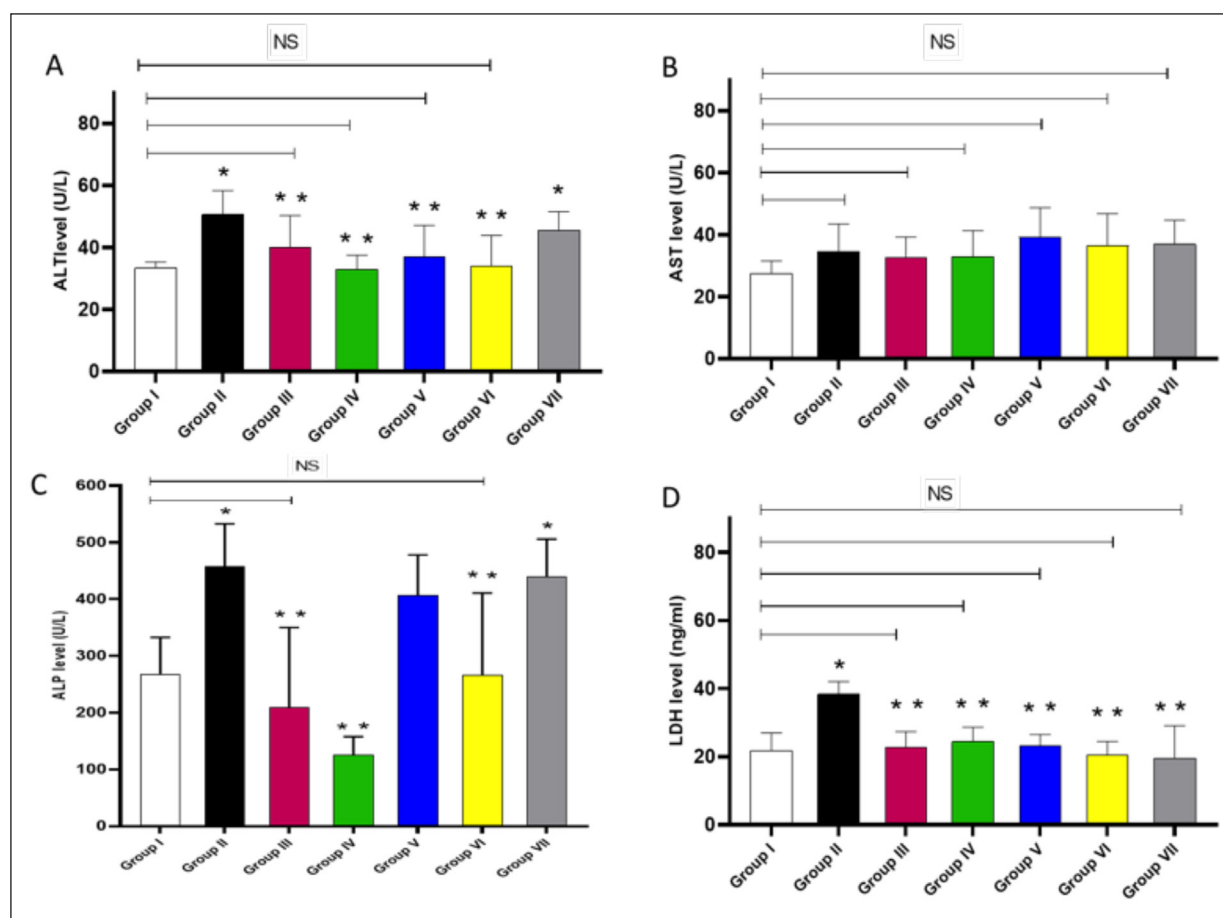 A
NS
ALTlevel (U/L)
80
60
40
20
0
*
* *
* *
* *
* *
*
Group I
Group II
Group III
Group IV
Group V
Group VI
Group VII
B
NS
AST level (U/L)
80
60
40
20
0
Group I
Group II
Group III
Group IV
Group V
Group VI
Group VII
C
NS
ALP level (U/L)
600
500
400
300
200
100
0
*
* *
* *
* *
*
Group I
Group II
Group III
Group IV
Group V
Group VI
Group VII
D
NS
LDH level (ng/ml)
80
60
40
20
0
*
* *
* *
* *
* *
* *
Group I
Group II
Group III
Group IV
Group V
Group VI
Group VII